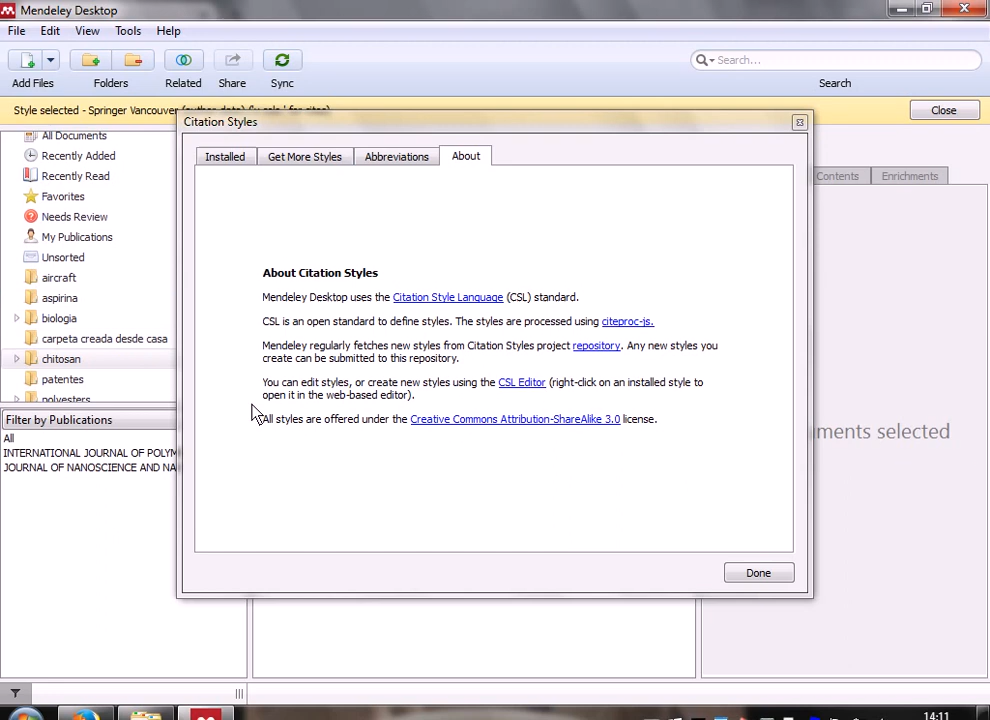 Mendeley Desktop
File Edit View Tools Help
Search...
Add Files Folders Related Share Sync Search
Style selected - Springer Vancouver Close
Citation Styles
All Documents
Recently Added
Recently Read
Favorites
Needs Review
My Publications
Unsorted
aircraft
aspirina
biologia
carpeta creada desde casa
chitosan
patentes
polyesters
Filter by Publications
All
INTERNATIONAL JOURNAL OF POLYM
JOURNAL OF NANOSCIENCE AND NA
Installed Get More Styles Abbreviations About
About Citation Styles
Mendeley Desktop uses the Citation Style Language (CSL) standard.
CSL is an open standard to define styles. The styles are processed using citeproc-js.
Mendeley regularly fetches new styles from Citation Styles project repository. Any new styles you
create can be submitted to this repository.
You can edit styles, or create new styles using the CSL Editor (right-click on an installed style to
open it in the web-based editor).
All styles are offered under the Creative Commons Attribution-ShareAlike 3.0 license.
Done
Contents Enrichments
ments selected
14:11